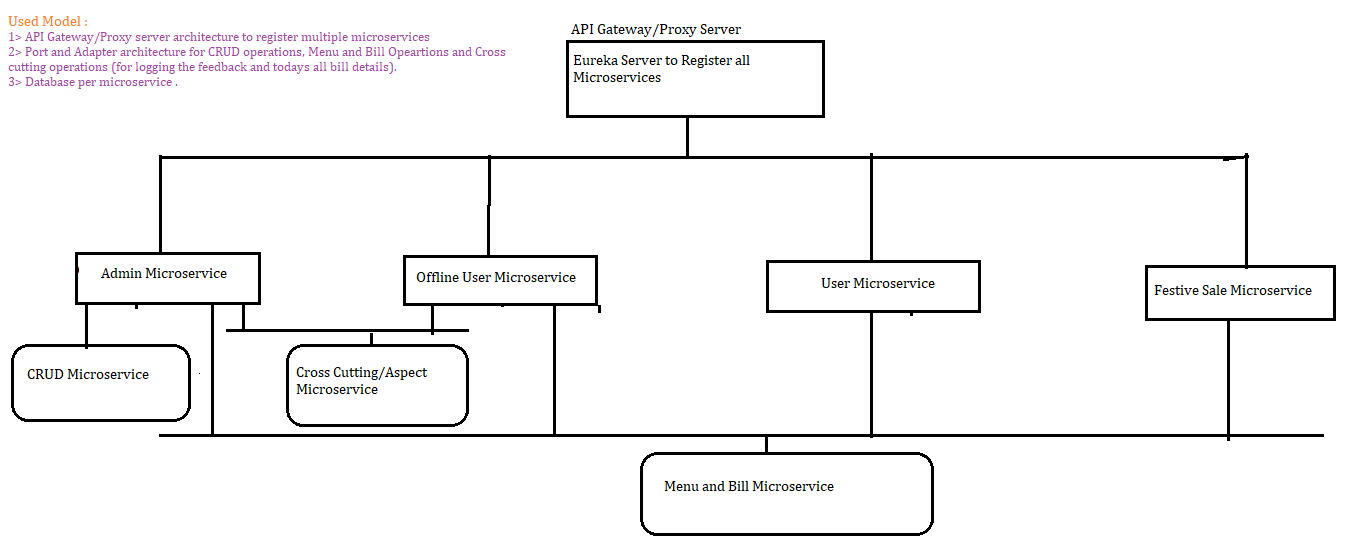 Used Model :
1> API Gateway/Proxy server architecture to register multiple microservices
2> Port and Adapter architecture for CRUD operations, Menu and Bill Opeartions and Cross
cutting operations (for logging the feedback and todays all bill details).
3> Database per microservice .
API Gateway/Proxy Server
Eureka Server to Register all
Microservices
Admin Microservice
Offline User Microservice
User Microservice
Festive Sale Microservice
CRUD Microservice
Cross Cutting/Aspect
Microservice
Menu and Bill Microservice